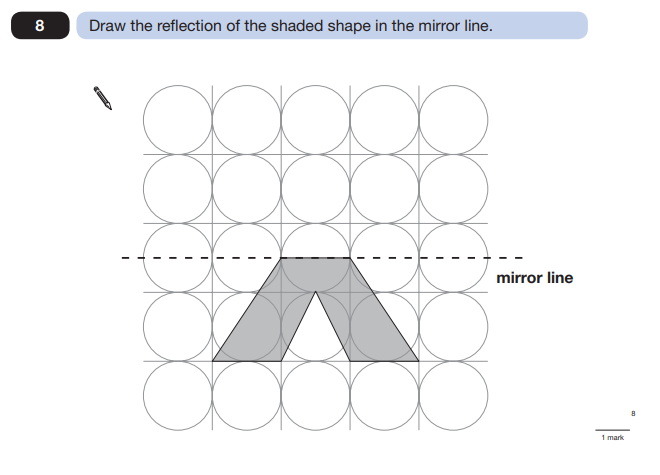 8
Draw the reflection of the shaded shape in the mirror line.
mirror line
8
1 mark